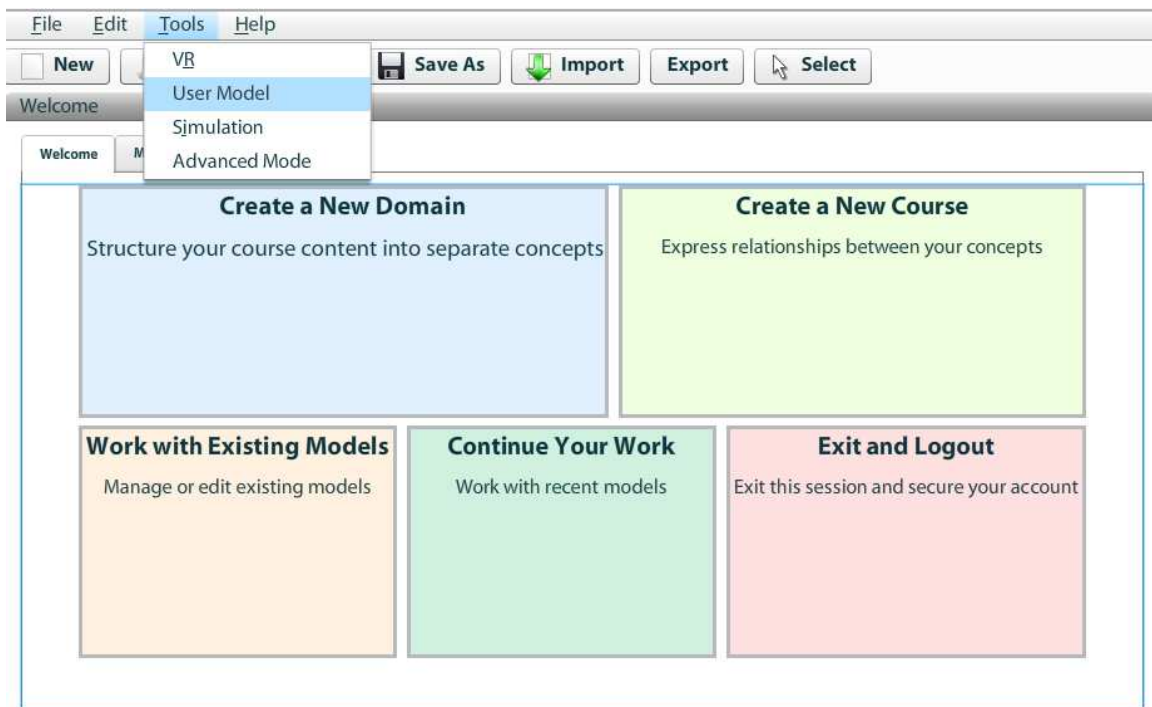 File Edit Tools Help
New Save As Import Export Select
VR
User Model
Simulation
Advanced Mode
Welcome
Welcome M
Create a New Domain
Structure your course content into separate concepts
Create a New Course
Express relationships between your concepts
Work with Existing Models
Manage or edit existing models
Continue Your Work
Work with recent models
Exit and Logout
Exit this session and secure your account